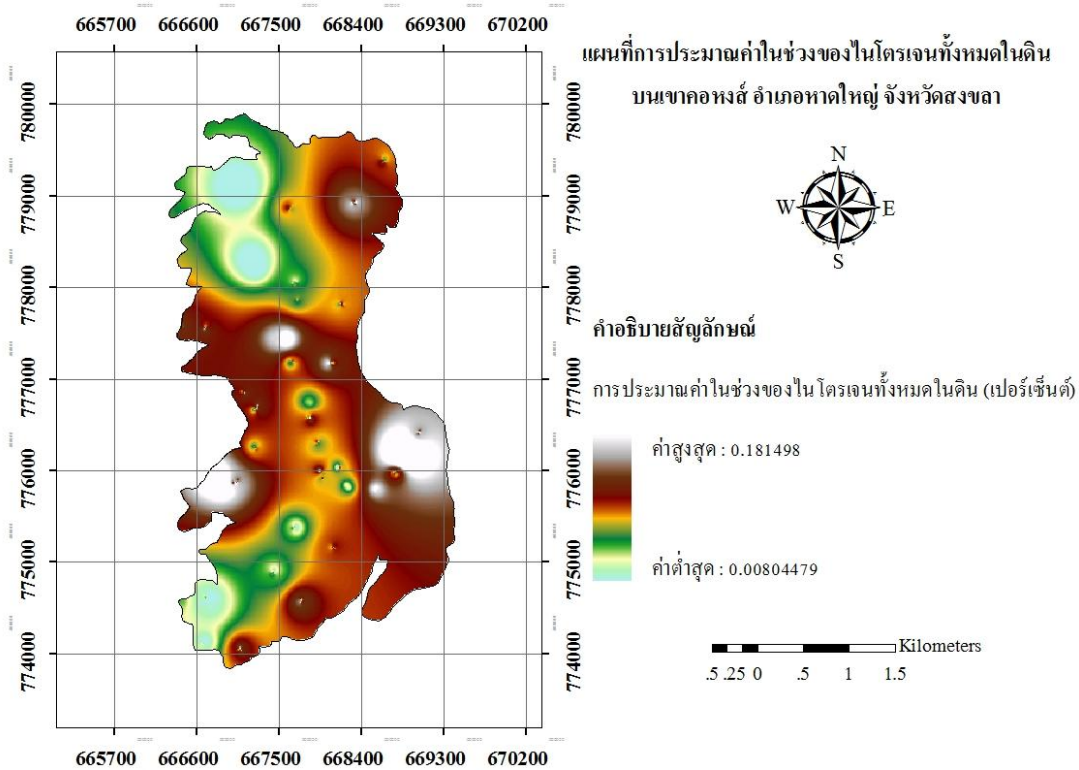 665700 666600 667500 668400 669300 670200
แผนที่การประมาณค่าในช่วงของไนโตรเจนทั้งหมดในดิน
บนเขาคอหงส์ อำเภอหาดใหญ่ จังหวัดสงขลา
N
W E
S
780000 780000
779000 779000
778000 778000
777000 777000
776000 776000
775000 775000
774000 774000
คำอธิบายสัญลักษณ์
การประมาณค่าในช่วงของไนโตรเจนทั้งหมดในดิน (เปอร์เซ็นต์)
ค่าสูงสุด : 0.181498
ค่าต่ำสุด : 0.00804479
Kilometers
.5 .25 0 .5 1 1.5
665700 666600 667500 668400 669300 670200